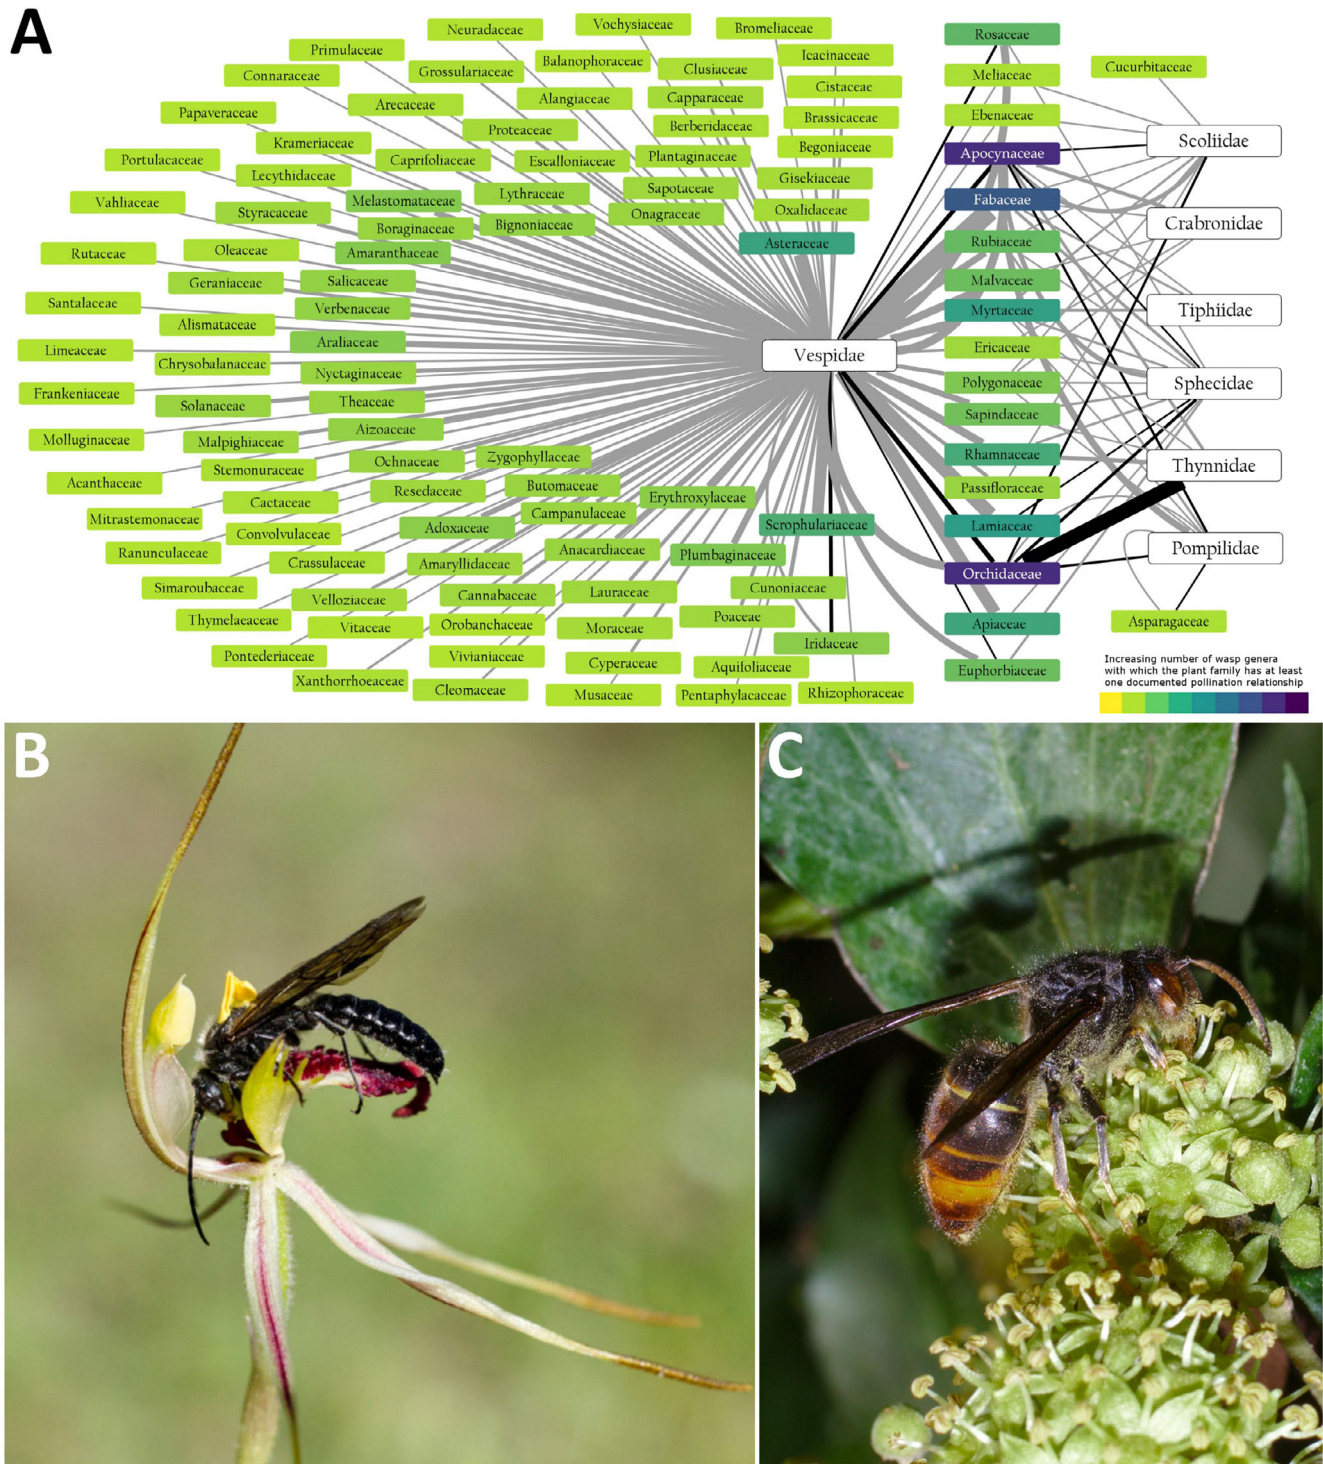 A
Neuradaceae
Vochysiaceae
Bromeliaceae
Rosaceae
Primulaceae
Balanophoraceae
Icacinaceae
Connaraceae
Grossulariaceae
Clusiaceae
Meliaceae
Cucurbitaceae
Arecaceae
Alangiaceae
Capparaceae
Cistaceae
Papaveraceae
Proteaceae
Berberidaceae
Brassicaceae
Ebenaceae
Krameriaceae
Caprifoliaceae
Escalloniaceae
Plantaginaceae
Begoniaceae
Apocynaceae
Scoliidae
Portulacaceae
Lecythidaceae
Lythraceae
Sapotaceae
Gisekiaceae
Vahliaceae
Melastomataceae
Fabaceae
Styracaceae
Boraginaceae
Bignoniaceae
Onagraceae
Oxalidaceae
Crabronidae
Rutaceae
Oleaceae
Amaranthaceae
Asteraceae
Rubiaceae
Geraniaceae
Salicaceae
Malvaceae
Santalaceae
Verbenaceae
Myrtaceae
Tiphiidae
Alismataceae
Limeaceae
Araliaceae
Vespidae
Ericaceae
Chrysobalanaceae
Nyctaginaceae
Polygonaceae
Sphecidae
Frankeniaceae
Solanaceae
Theaceae
Sapindaceae
Molluginaceae
Malpighiaceae
Aizoaceae
Rhamnaceae
Thynnidae
Stemonuraceae
Ochnaceae
Zygophyllaceae
Acanthaceae
Resedaceae
Butomaceae
Erythroxylaceae
Passifloraceae
Cactaceae
Mitrastemonaceae
Campanulaceae
Scrophulariaceae
Lamiaceae
Convolvulaceae
Adoxaceae
Ranunculaceae
Anacardiaceae
Plumbaginaceae
Pompilidae
Crassulaceae
Amaryllidaceae
Orchidaceae
Simaroubaceae
Velloziaceae
Cannabaceae
Lauraceae
Cunoniaceae
Thymelaeaceae
Vitaceae
Orobanchaceae
Moraceae
Poaceae
Apiaceae
Asparagaceae
Iridaceae
Pontederiaceae
Vivianiaceae
Cyperaceae
Aquifoliaceae
Euphorbiaceae
Xanthorrhoeaceae
Cleomaceae
Musaceae
Pentaphylacaceae
Rhizophoraceae
Increasing number of wasp genera
with which the plant family has at least
one documented pollination relationship
B
C